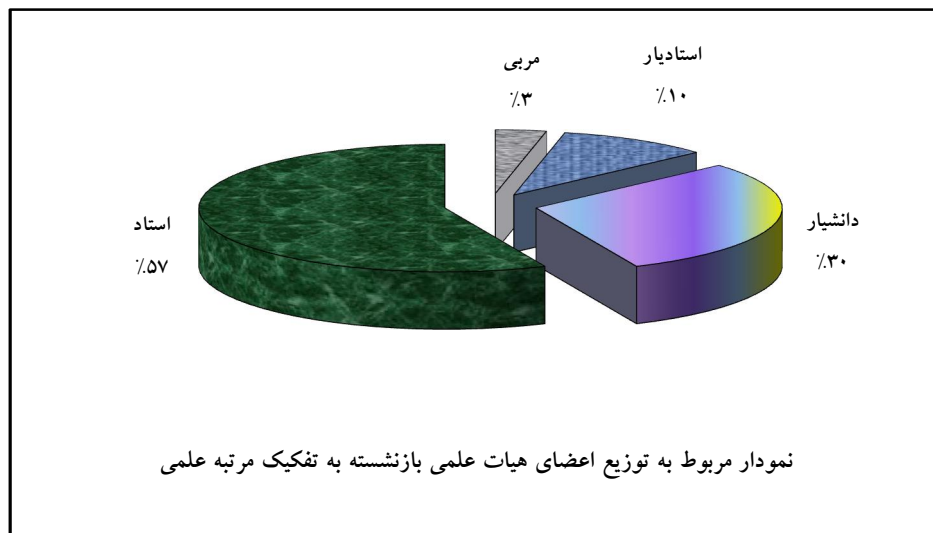 مربی
٪۳
استادیار
٪۱۰
دانشیار
٪۳۰
استاد
٪۵۷
نمودار مربوط به توزیع اعضای هیات علمی بازنشسته به تفکیک مرتبه علمی